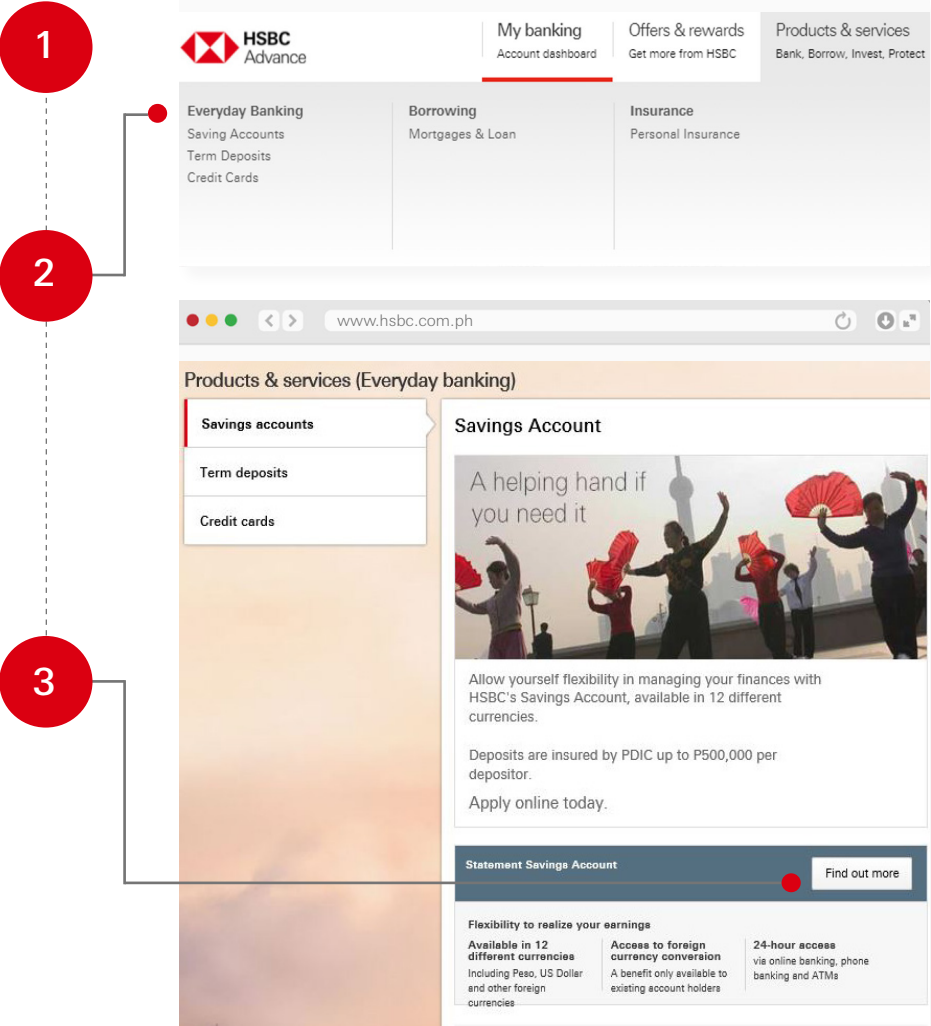 1
HSBC
Advance
My banking
Account dashboard
Offers & rewards
Get more from HSBC
Products & services
Bank, Borrow, Invest, Protect
2
Everyday Banking
Saving Accounts
Term Deposits
Credit Cards
Borrowing
Mortgages & Loan
Insurance
Personal Insurance
www.hsbc.com.ph
Products & services (Everyday banking)
Savings accounts
Term deposits
Credit cards
Savings Account
A helping hand if
you need it
3
Allow yourself flexibility in managing your finances with
HSBC's Savings Account, available in 12 different
currencies.
Deposits are insured by PDIC up to P500,000 per
depositor.
Apply online today.
Statement Savings Account
Find out more
Flexibility to realize your earnings
Available in 12
different currencies
Including Peso, US Dollar
and other foreign
currencies
Access to foreign
currency conversion
A benefit only available to
existing account holders
24-hour access
via online banking, phone
banking and ATMs